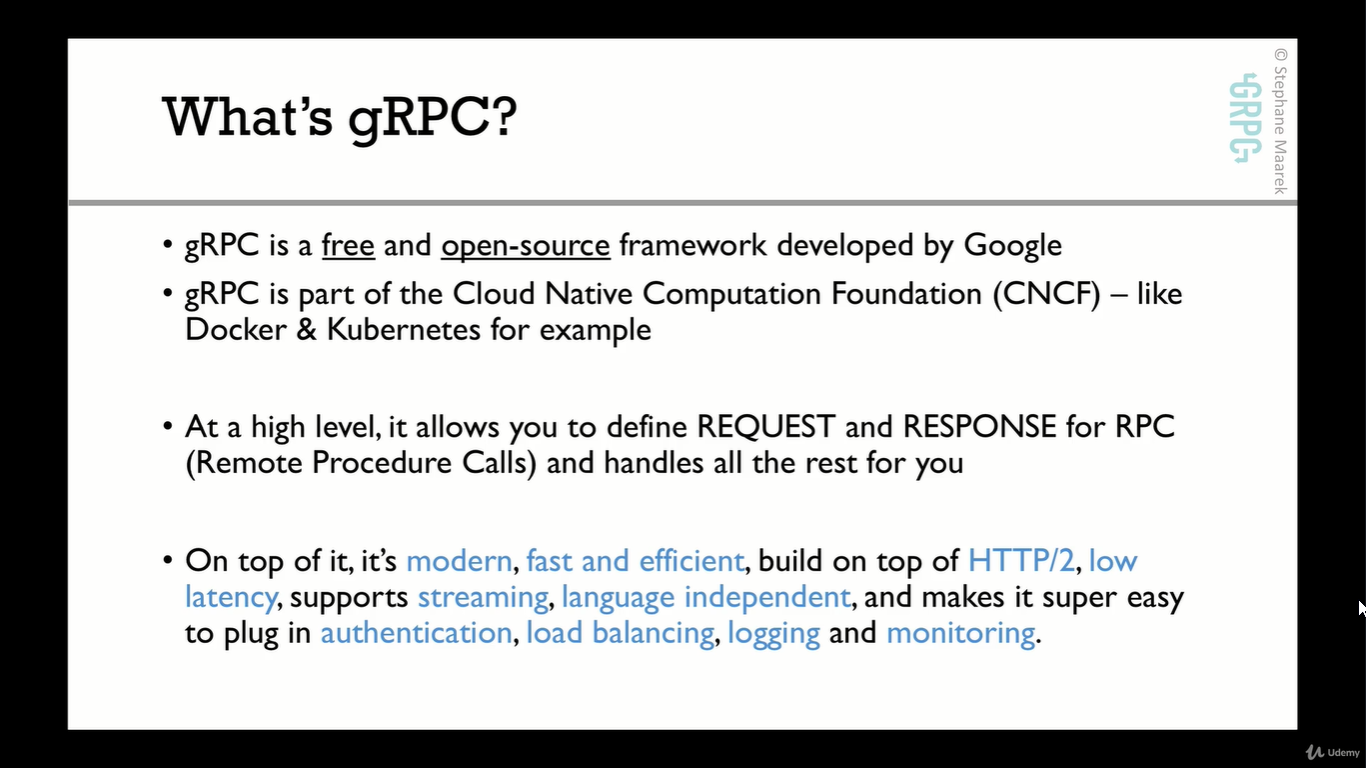 What's gRPC?
GRPC
© Stephane Maarek
• gRPC is a free and open-source framework developed by Google
• gRPC is part of the Cloud Native Computation Foundation (CNCF) – like
Docker & Kubernetes for example
• At a high level, it allows you to define REQUEST and RESPONSE for RPC
(Remote Procedure Calls) and handles all the rest for you
• On top of it, it's modern, fast and efficient, build on top of HTTP/2, low
latency, supports streaming, language independent, and makes it super easy
to plug in authentication, load balancing, logging and monitoring.
Udemy